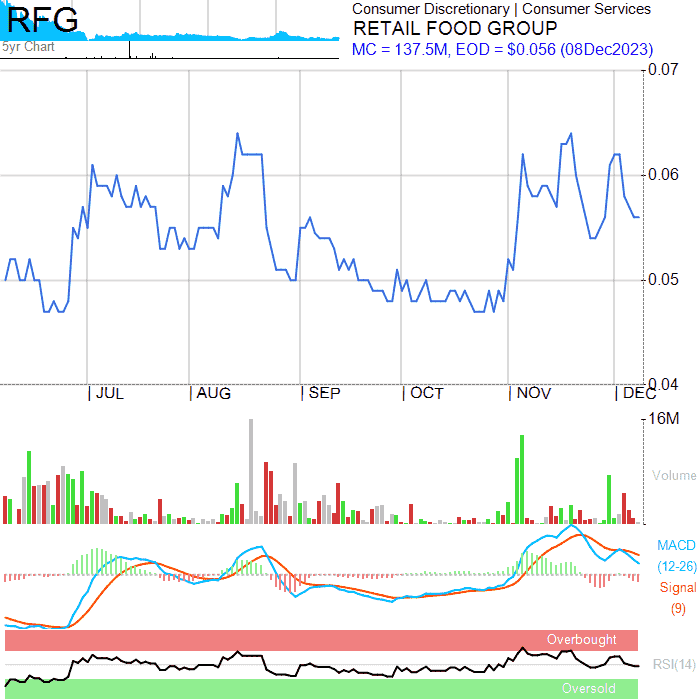 RFG
5yr Chart
Consumer Discretionary | Consumer Services
RETAIL FOOD GROUP
MC = 137.5M, EOD = $0.056 (08Dec2023)
0.07
0.06
0.05
0.04
JUL
AUG
SEP
OCT
NOV
DEC
16M
Volume
MACD
(12-26)
Signal
(9)
Overbought
RSI(14)
Oversold